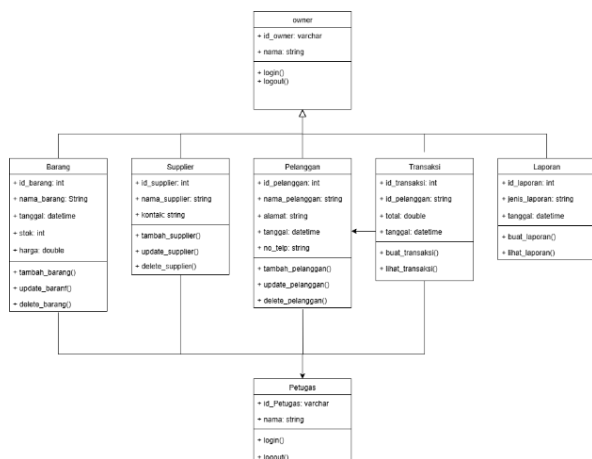 owner
+ id_owner: varchar
+ nama: string
+login()
+logout()
Barang
+ id_barang: int
+ nama_barang: String
+ tanggal: datetime
+ stok: int
+ harga: double
+tambah_barang()
+ update_baranf()
+ delete_barang()
Supplier
+ id_supplier: int
+ nama_supplier: string
+ kontak: string
+tambah_supplier()
+ update_supplier()
+ delete_supplier()
Pelanggan
+ id_pelanggan: int
+ nama_pelanggan: string
+ alamat: string
+ tanggal: datetime
+ no_telp: string
+tambah_pelanggan()
+ update_pelanggan()
+ delete_pelanggan()
Transaksi
+ id_transaksi: int
+ id_pelanggan: string
+ total: double
+ tanggal: datetime
+ buat_transaksi()
+ lihat_transaksi()
Laporan
+ id_laporan: int
+ jenis_laporan: string
+ tanggal: datetime
+ bual_laporan()
+ lihat_laporan()
Petugas
+ id_Petugas: varchar
+ nama: string
+ login()
+ logout()